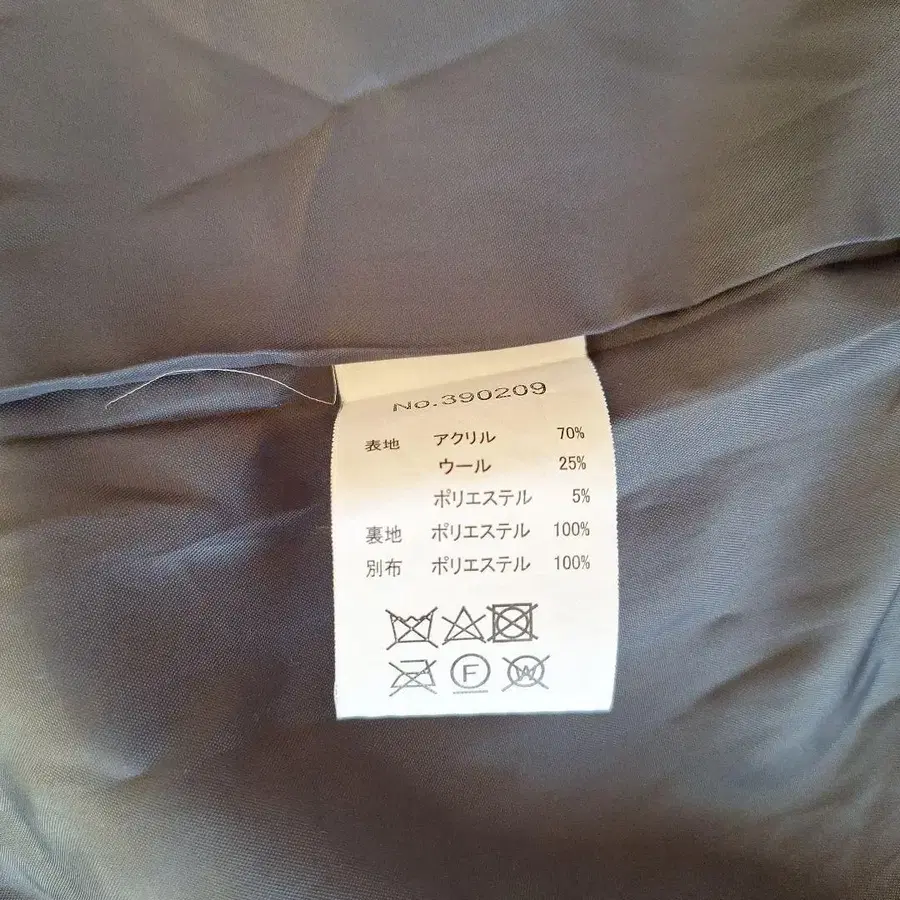 No.390209
表地 アクリル 70%
ウール 25%
ポリエステル 5%
裏地 ポリエステル 100%
別布 ポリエステル 100%
F W